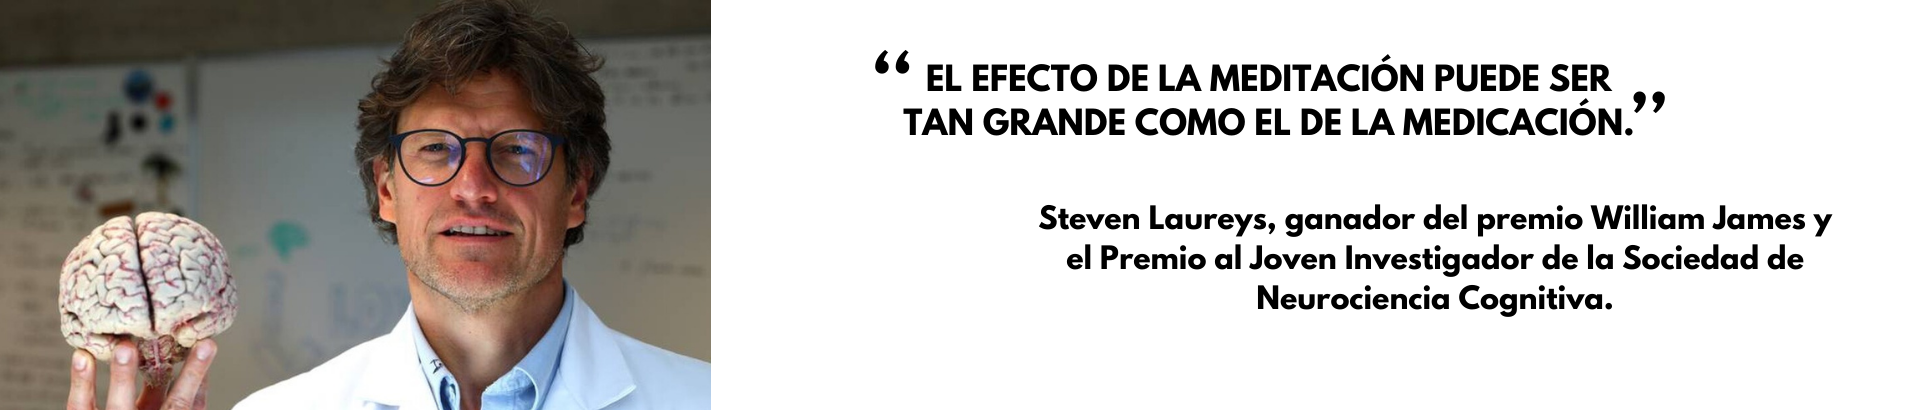 “ EL EFECTO DE LA MEDITACIÓN PUEDE SER
TAN GRANDE COMO EL DE LA MEDICACIÓN.”
Steven Laureys, ganador del premio William James y
el Premio al Joven Investigador de la Sociedad de
Neurociencia Cognitiva.